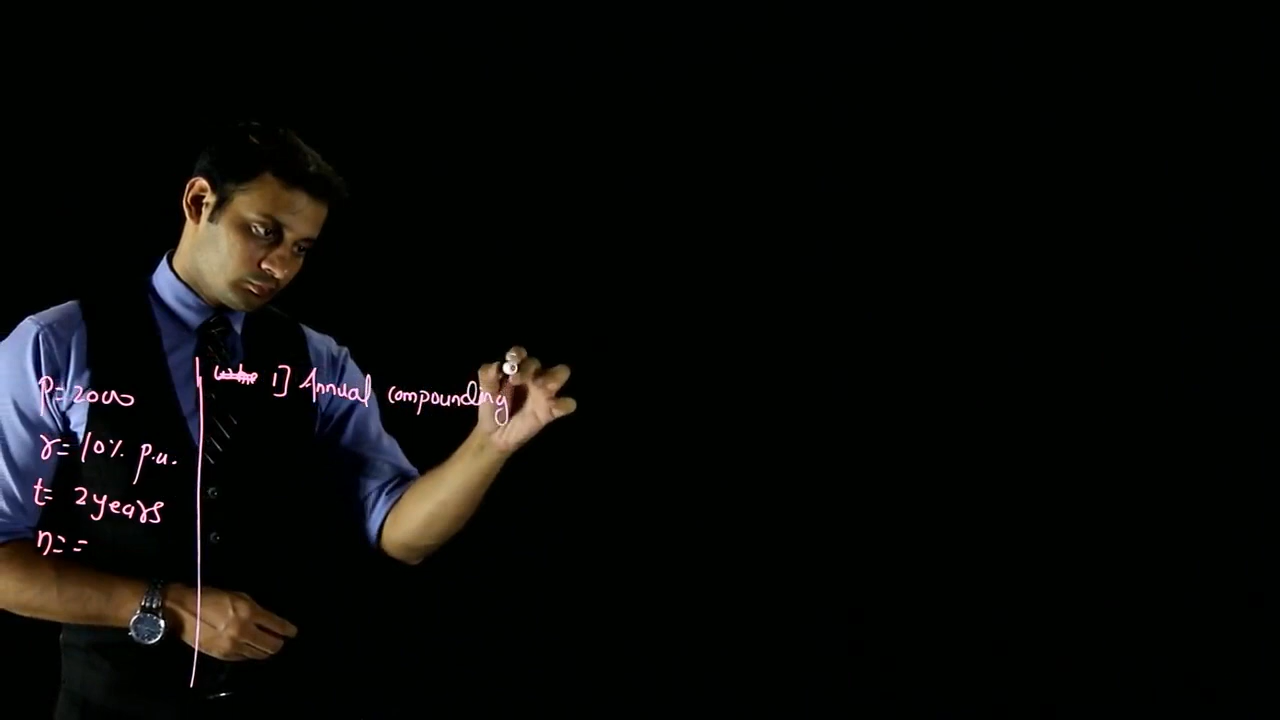 P=2000
r=10% p.a.
t= 2years
n= =
1] Annual compounding